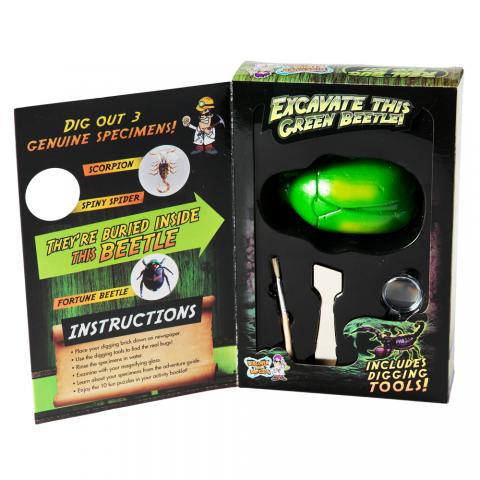 DIG OUT 3
GENUINE SPECIMENS!
SCORPION
SPINY SPIDER
THEY'RE BURIED INSIDE
THIS BEETLE
FORTUNE BEETLE
INSTRUCTIONS
• Place your digging brick down on newspaper.
• Use the digging tools to find the real bugs!
• Rinse the specimens in water.
• Examine with your magnifying glass.
• Learn about your specimens from the adventure guide.
• Enjoy the 10 fun puzzles in your activity booklet!
EXCAVATE THIS
GREEN BEETLE!
INCLUDES
DIGGING
TOOLS!